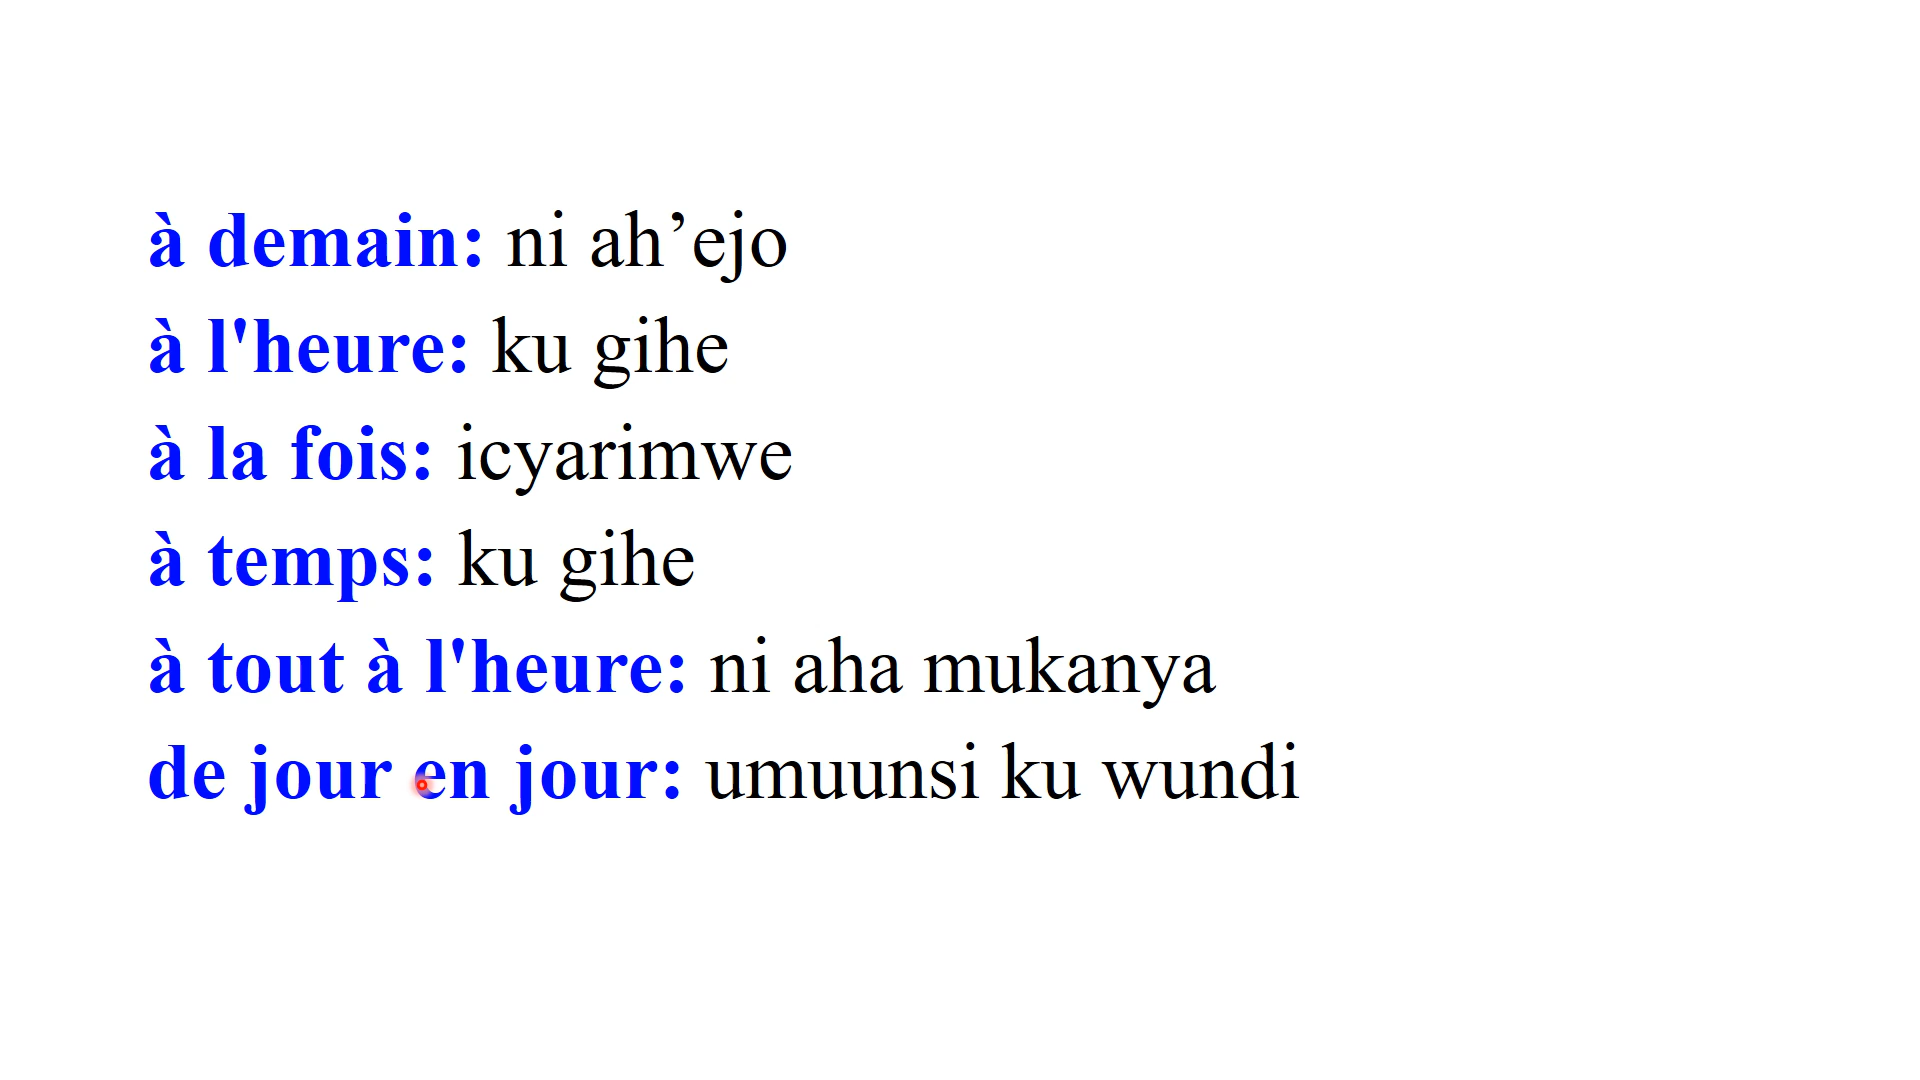 à demain: ni ah’ejo
à l'heure: ku gihe
à la fois: icyarimwe
à temps: ku gihe
à tout à l'heure: ni aha mukanya
de jour en jour: umuunsi ku wundi